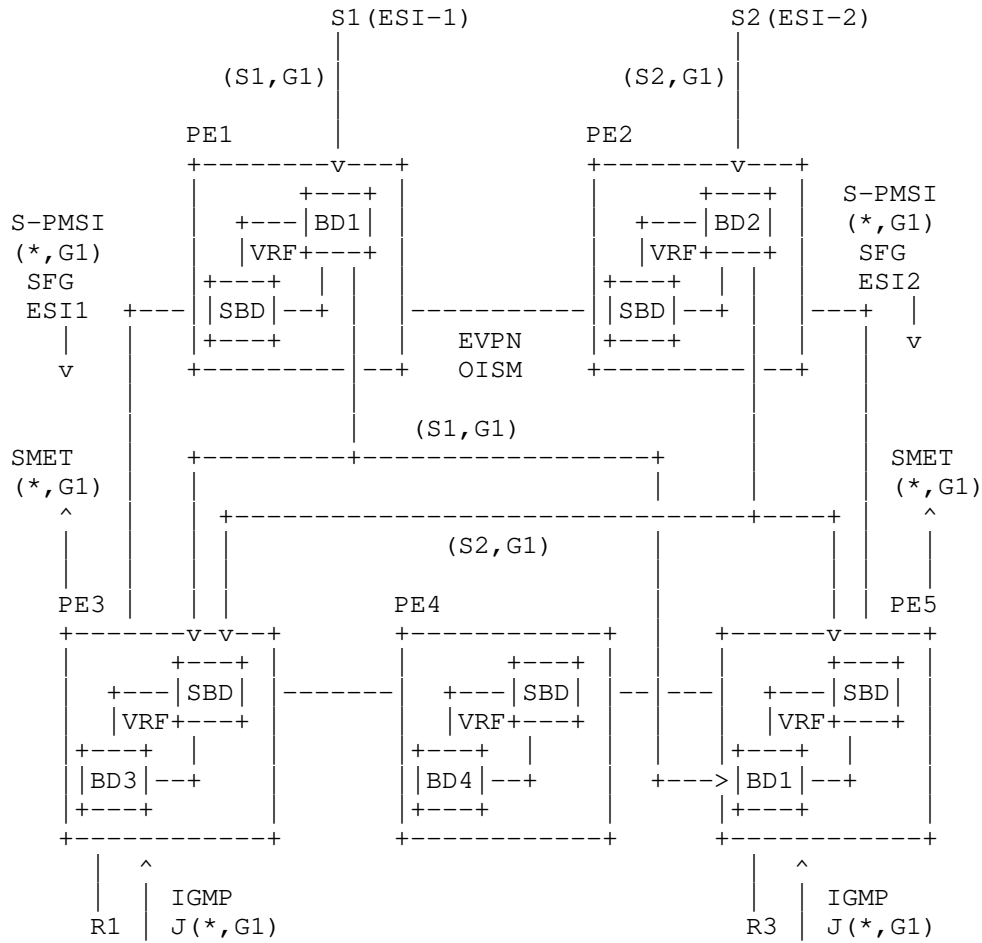 S1(ESI-1) S2(ESI-2)
(S1,G1) (S2,G1)
PE1 PE2
S-PMSI BD1 BD2 S-PMSI
(*,G1) VRF VRF (*,G1)
SFG SFG
ESI1 SBD SBD ESI2
EVPN
v OISM v
(S1,G1)
SMET SMET
(*,G1) (*,G1)
(S2,G1)
PE3 PE4 PE5
SBD SBD SBD
VRF VRF VRF
BD3 BD4 BD1
IGMP IGMP
R1 J(*,G1) R3 J(*,G1)